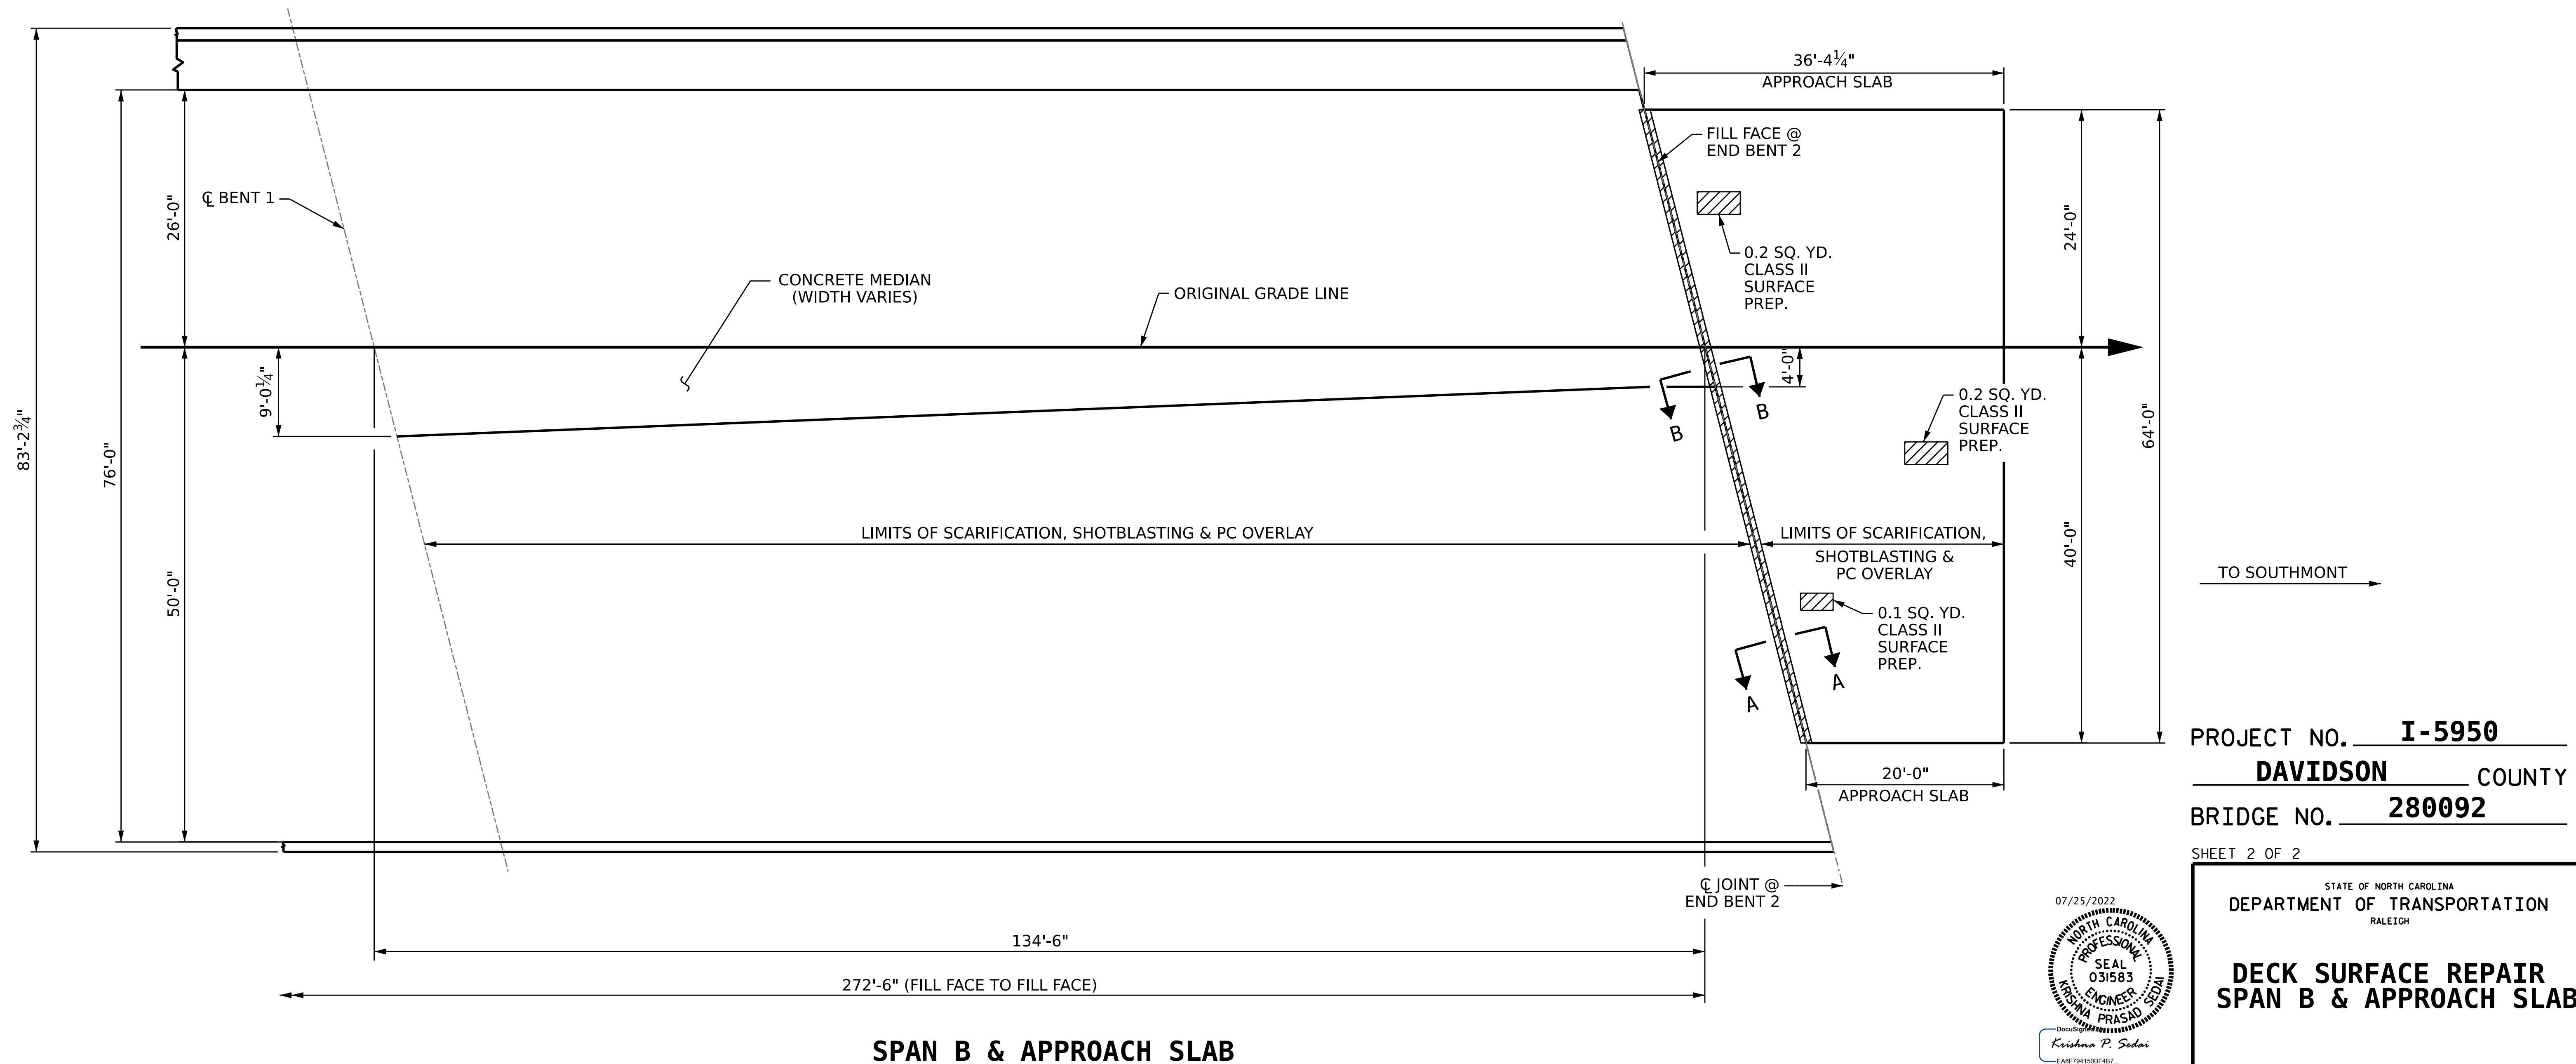 36'-4¼"
APPROACH SLAB
FILL FACE @
END BENT 2
℄ BENT 1
26'-0"
24'-0"
0.2 SQ. YD.
CLASS II
SURFACE
PREP.
CONCRETE MEDIAN
(WIDTH VARIES)
ORIGINAL GRADE LINE
9'-0¼"
4'-0"
B
B
0.2 SQ. YD.
CLASS II
SURFACE
PREP.
83'-2¾"
76'-0"
64'-0"
50'-0"
40'-0"
LIMITS OF SCARIFICATION, SHOTBLASTING & PC OVERLAY
LIMITS OF SCARIFICATION,
SHOTBLASTING &
PC OVERLAY
TO SOUTHMONT
0.1 SQ. YD.
CLASS II
SURFACE
PREP.
A
A
20'-0"
APPROACH SLAB
℄ JOINT @
END BENT 2
134'-6"
272'-6" (FILL FACE TO FILL FACE)
SPAN B & APPROACH SLAB
PROJECT NO. I-5950
DAVIDSON COUNTY
BRIDGE NO. 280092
SHEET 2 OF 2
STATE OF NORTH CAROLINA
DEPARTMENT OF TRANSPORTATION
RALEIGH
DECK SURFACE REPAIR
SPAN B & APPROACH SLAB
07/25/2022
NORTH CAROLINA
PROFESSIONAL
SEAL
031583
ENGINEER
KRISHNA PRASAD SEDAI
Krishna P. Sedai
EA6F794150BF4B7...